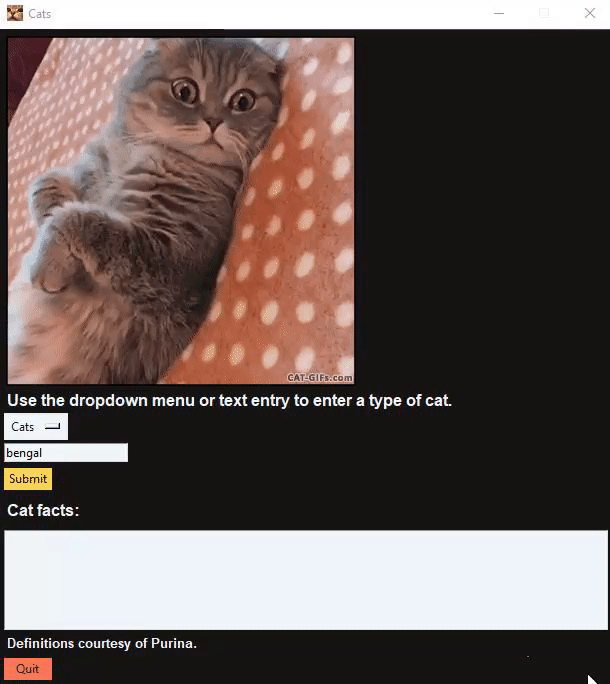 Cats
CAT-GIFs.com
Use the dropdown menu or text entry to enter a type of cat.
Cats
bengal
Submit
Cat facts:
Definitions courtesy of Purina.
Quit